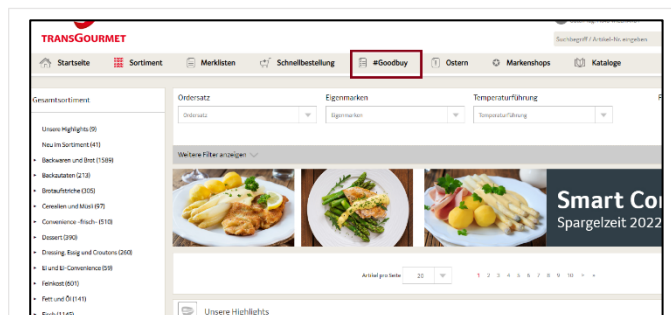 TRANSGOURMET
Suchbegriff / Artikel-Nr. eingeben
Startseite
Sortiment
Merklisten
Schnellbestellung
#Goodbuy
Ostern
Markenshops
Kataloge
Gesamtsortiment
Ordersatz
Eigenmarken
Temperaturführung
Ordersatz
Eigenmarken
Temperaturführung
Unsere Highlights (9)
Neu im Sortiment (41)
Weitere Filter anzeigen
Backwaren und Brot (1589)
Backzutaten (213)
Brotaufstriche (305)
Cerealien und Müsli (97)
Convenience -frisch- (510)
Dessert (390)
Dressing, Essig und Croutons (260)
Ei und Ei-Convenience (59)
Feinkost (601)
Fett und Öl (141)
Fisch (1145)
Smart Co
Spargelzeit 2022
Artikel pro Seite
20
1 2 3 4 5 6 7 8 9 10
Unsere Highlights